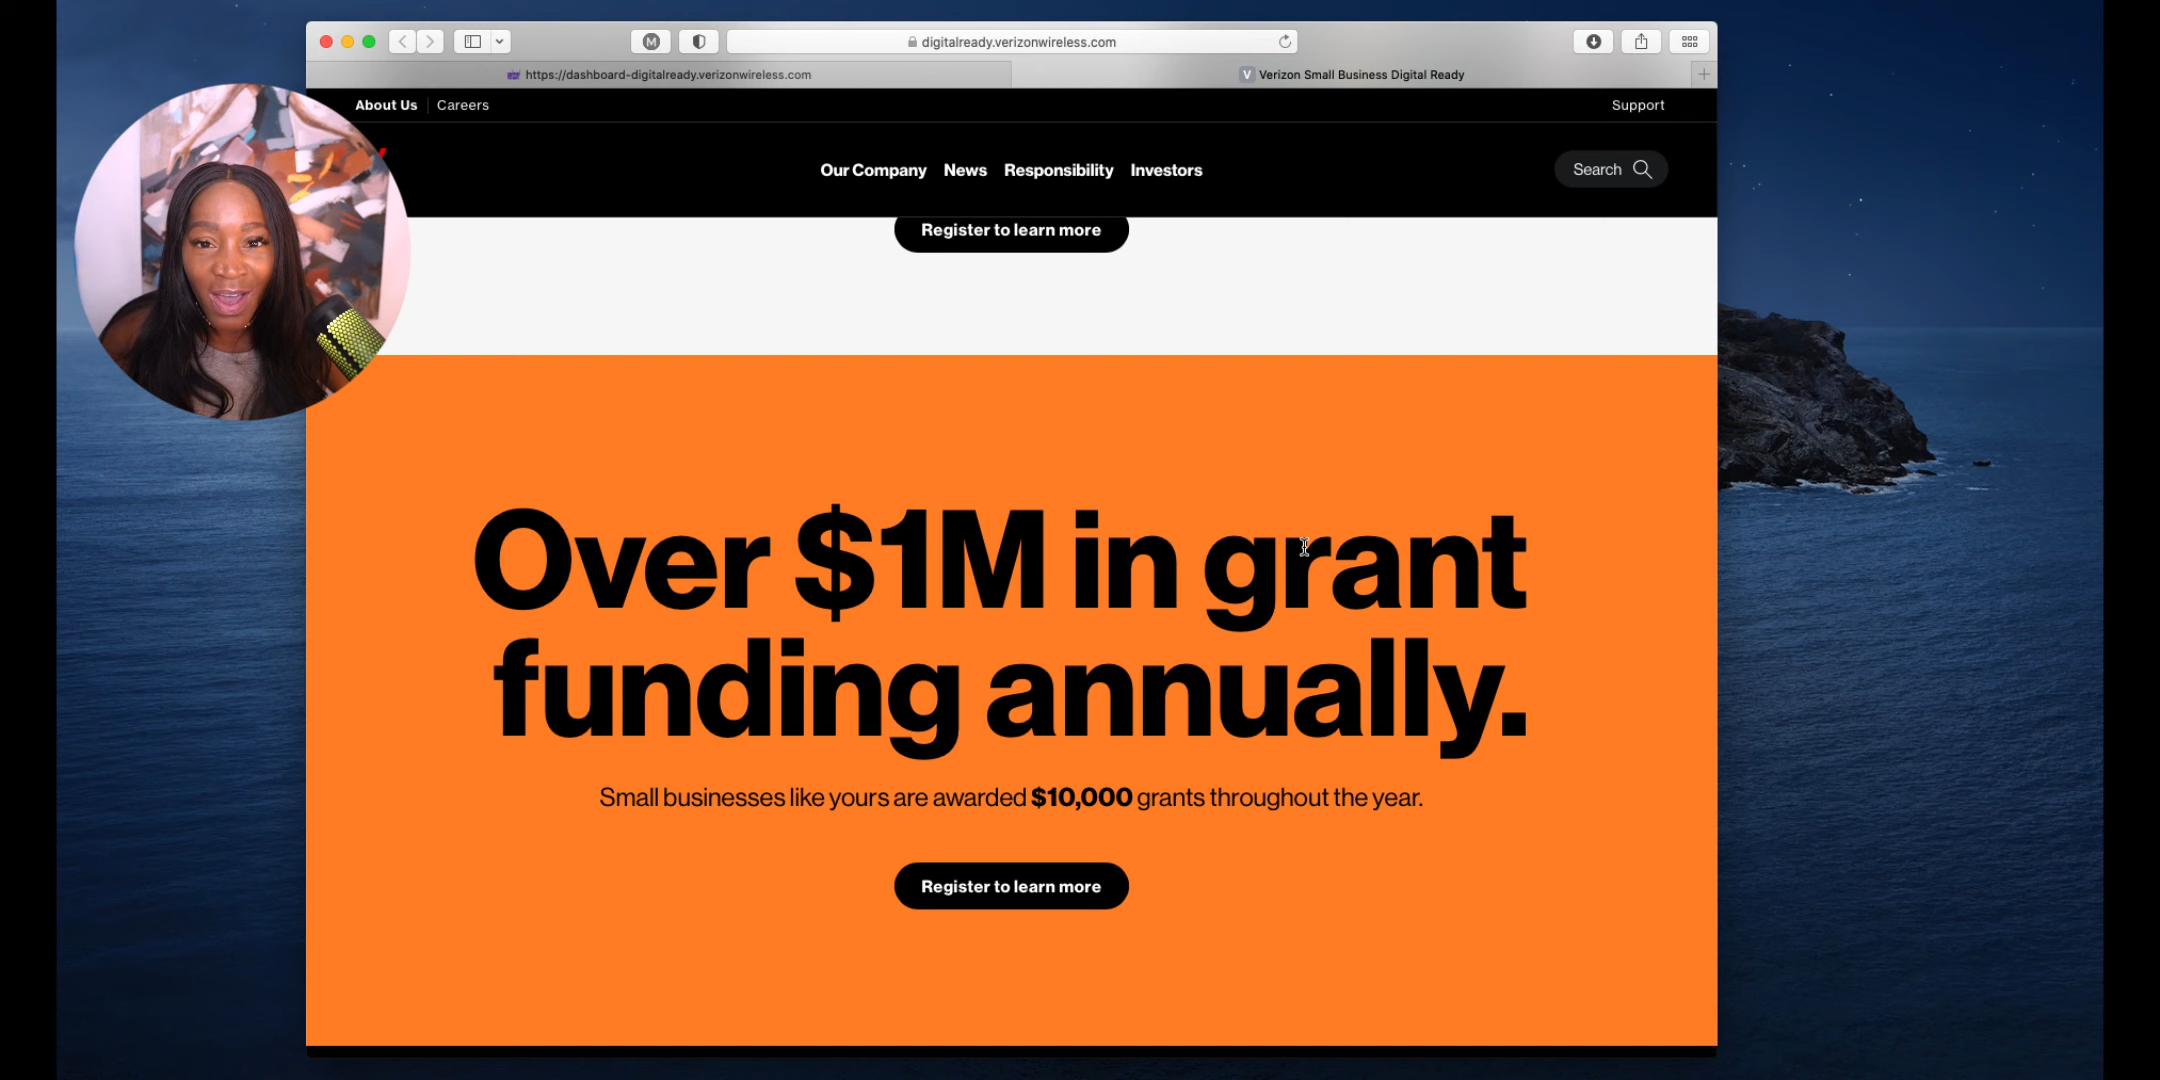 digitalready.verizonwireless.com
https://dashboard-digitalready.verizonwireless.com
V Verizon Small Business Digital Ready
About Us
Careers
Support
Our Company News Responsibility Investors
Search
Register to learn more
Over $1M in grant
funding annually.
Small businesses like yours are awarded $10,000 grants throughout the year.
Register to learn more